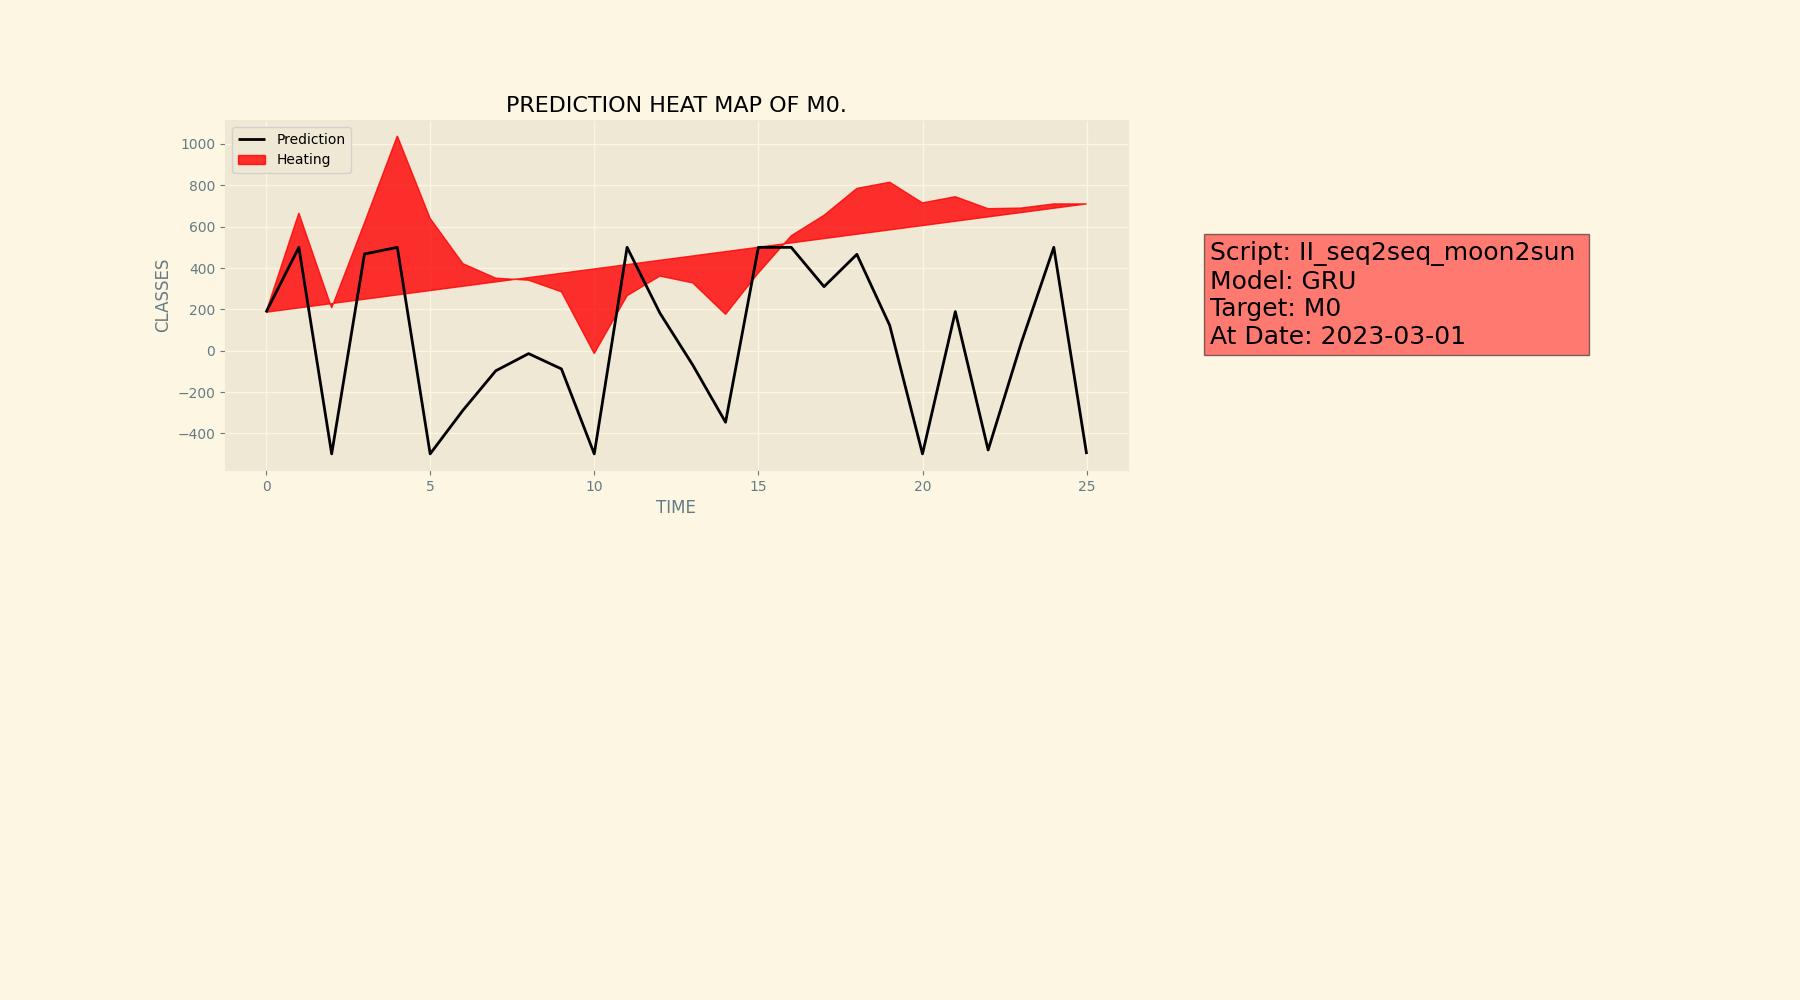 PREDICTION HEAT MAP OF M0.
Prediction
Heating
1000
800
600
400
200
0
−200
−400
CLASSES
0 5 10 15 20 25
TIME
Script: II_seq2seq_moon2sun
Model: GRU
Target: M0
At Date: 2023-03-01